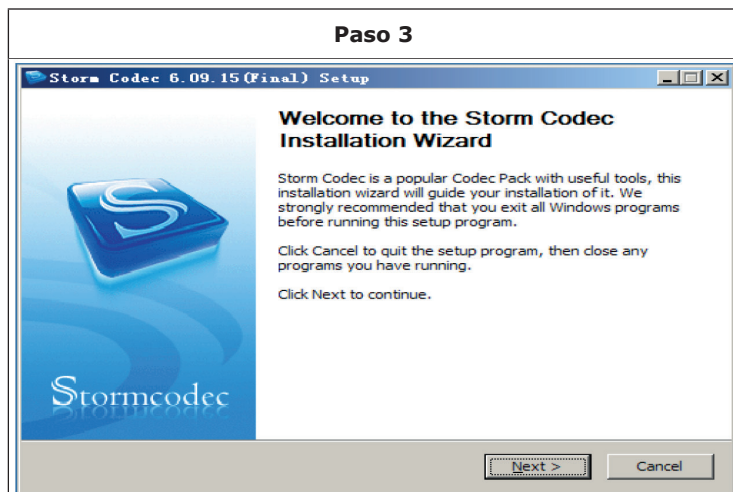 Paso 3
Storm Codec 6.09.15(Final) Setup
Welcome to the Storm Codec
Installation Wizard
Storm Codec is a popular Codec Pack with useful tools, this
installation wizard will guide your installation of it. We
strongly recommended that you exit all Windows programs
before running this setup program.
Click Cancel to quit the setup program, then close any
programs you have running.
Click Next to continue.
S
Stormcodec
Next >
Cancel